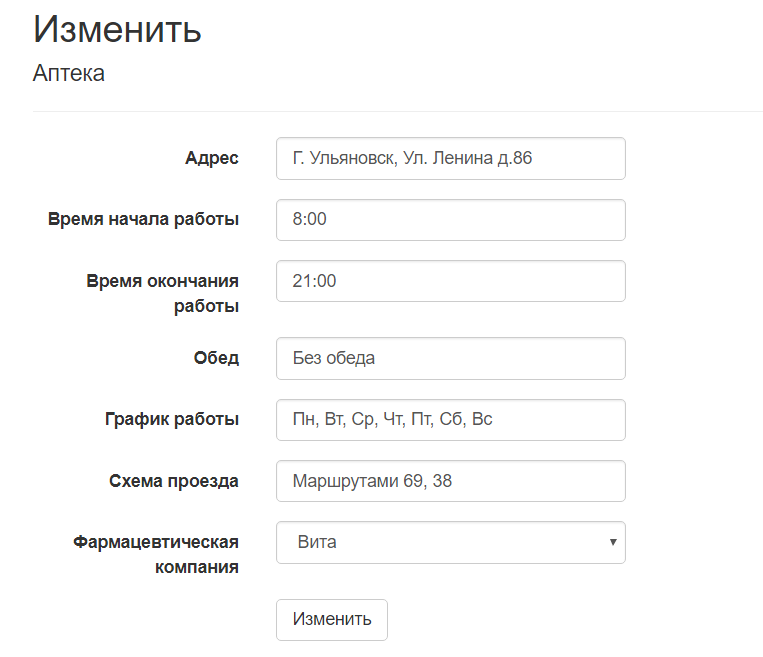 Изменить
Аптека
Адрес
Г. Ульяновск, Ул. Ленина д.86
Время начала работы
8:00
Время окончания
работы
21:00
Обед
Без обеда
График работы
Пн, Вт, Ср, Чт, Пт, Сб, Вс
Схема проезда
Маршрутами 69, 38
Фармацевтическая
компания
Вита
Изменить